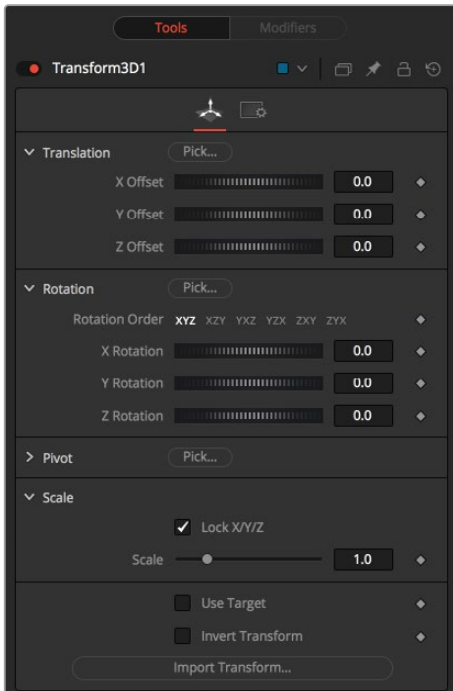 Tools Modifiers
Transform3D1
Translation Pick...
X Offset 0.0
Y Offset 0.0
Z Offset 0.0
Rotation Pick...
Rotation Order XYZ XZY YXZ YZX ZXY ZYX
X Rotation 0.0
Y Rotation 0.0
Z Rotation 0.0
Pivot Pick...
Scale
Lock X/Y/Z
Scale 1.0
Use Target
Invert Transform
Import Transform...